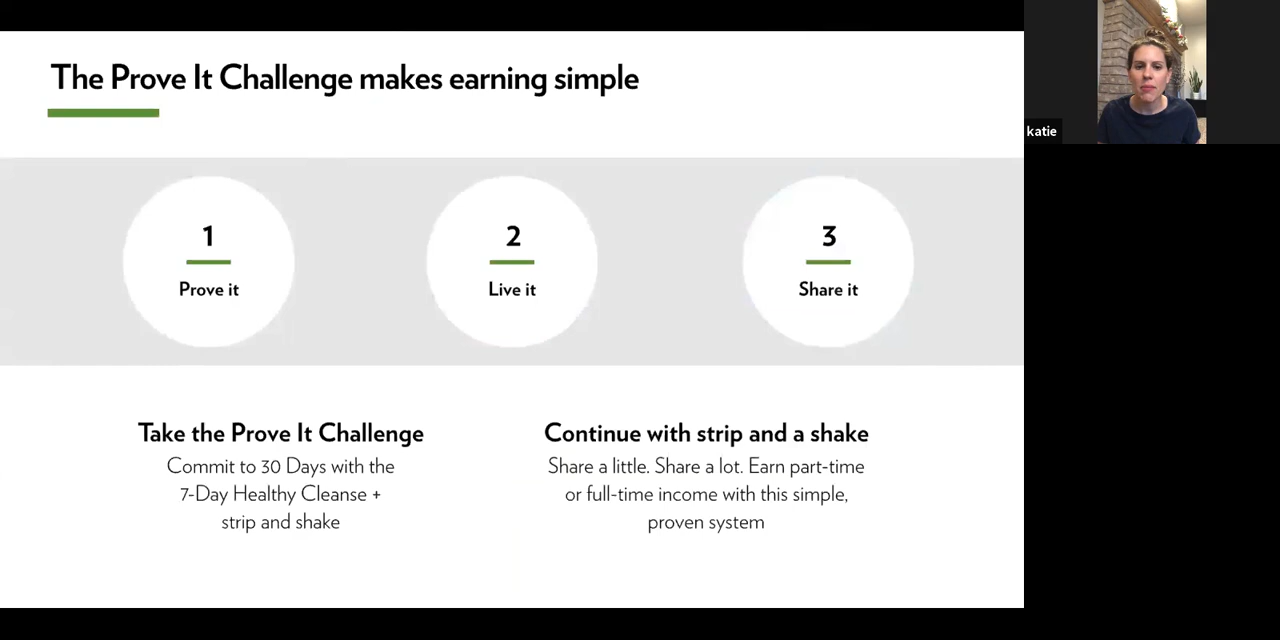 The Prove It Challenge makes earning simple
katie
1
Prove it
2
Live it
3
Share it
Take the Prove It Challenge
Commit to 30 Days with the
7-Day Healthy Cleanse +
strip and shake
Continue with strip and a shake
Share a little. Share a lot. Earn part-time
or full-time income with this simple,
proven system